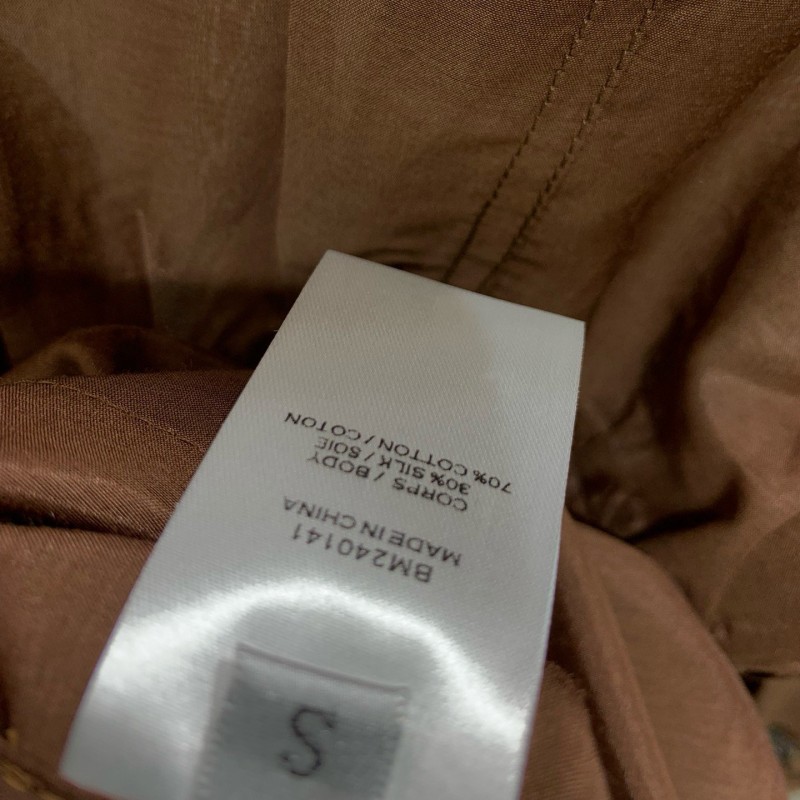 S
BM240141
MADE IN CHINA
CORPS / BODY
30% SILK / SOIE
70% COTTON / COTON